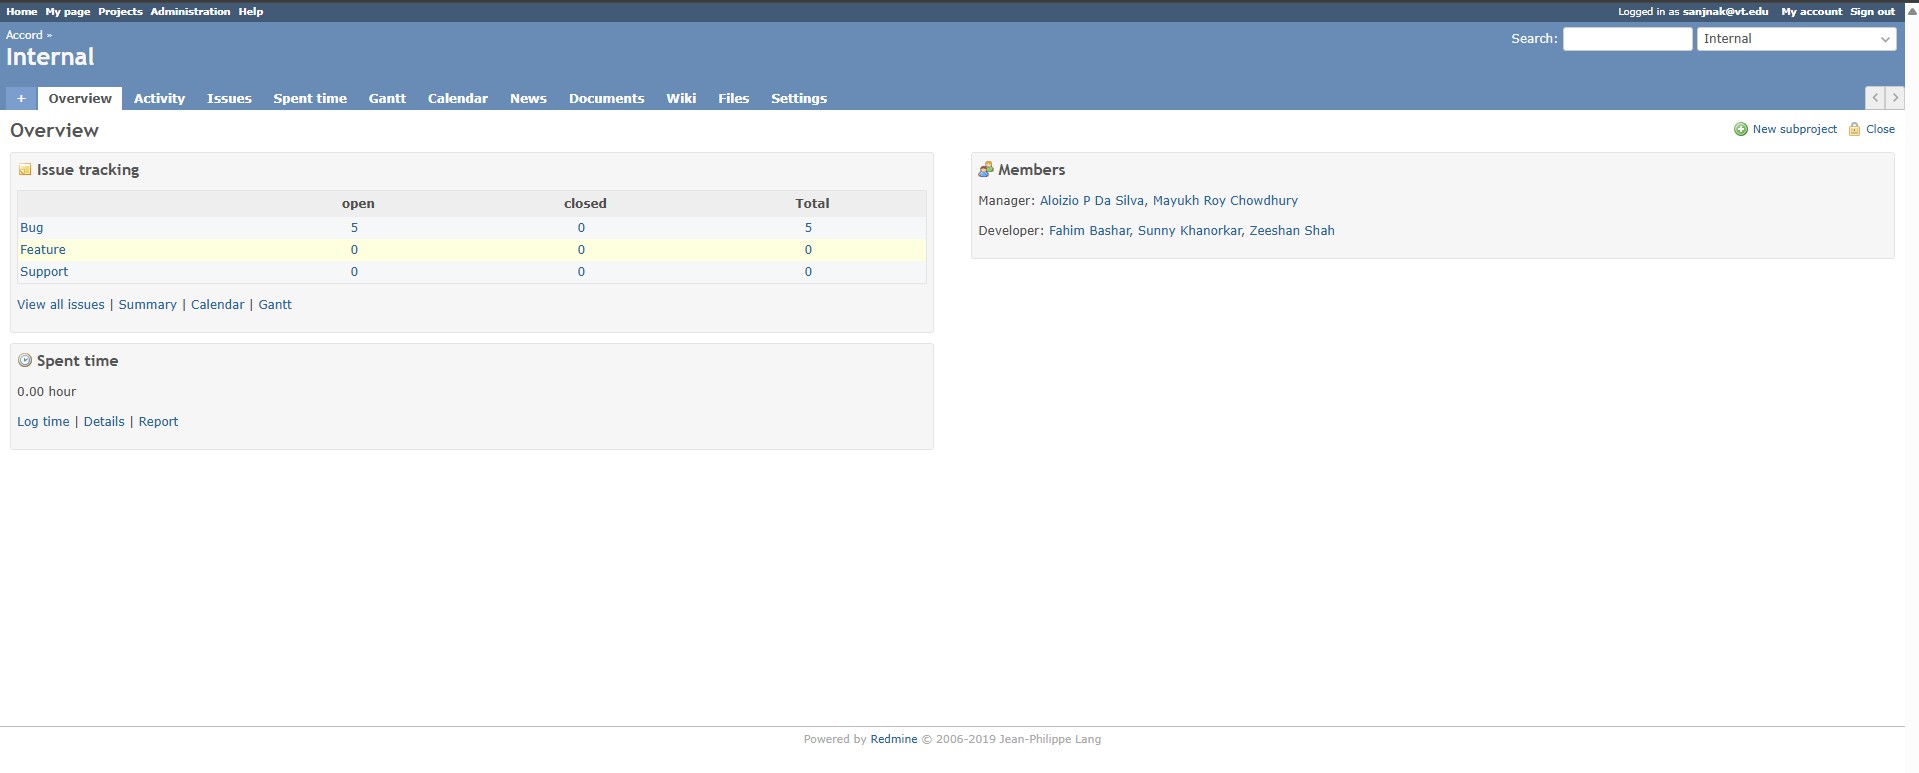 Home My page Projects Administration Help
Logged in as sanjnak@vt.edu My account Sign out
Accord »
Internal
Search: Internal
+ Overview Activity Issues Spent time Gantt Calendar News Documents Wiki Files Settings
Overview
New subproject Close
Issue tracking
open closed Total
Bug 5 0 5
Feature 0 0 0
Support 0 0 0
View all issues | Summary | Calendar | Gantt
Spent time
0.00 hour
Log time | Details | Report
Members
Manager: Aloizio P Da Silva, Mayukh Roy Chowdhury
Developer: Fahim Bashar, Sunny Khanorkar, Zeeshan Shah
Powered by Redmine © 2006-2019 Jean-Philippe Lang